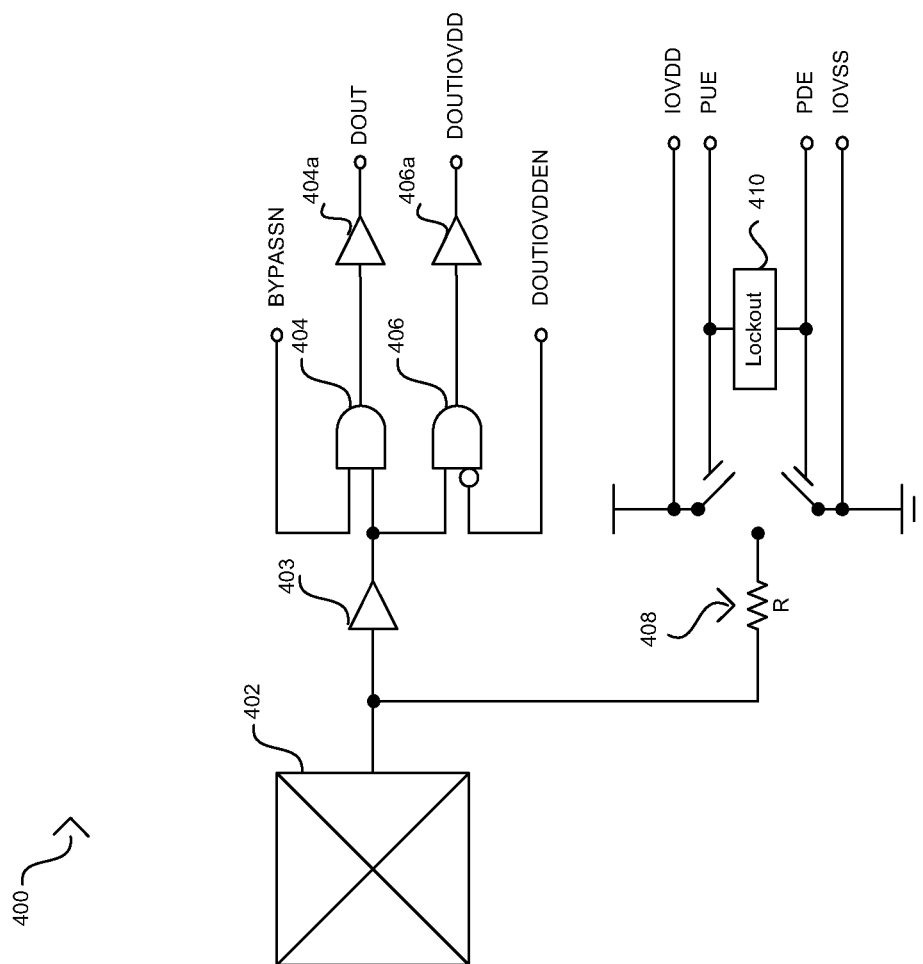 400
402
BYPASSN
403
404
404a
DOUT
406
406a
DOUTIOVDD
DOUTIOVDDEN
408
IOVDD
PUE
410
Lockout
R
PDE
IOVSS